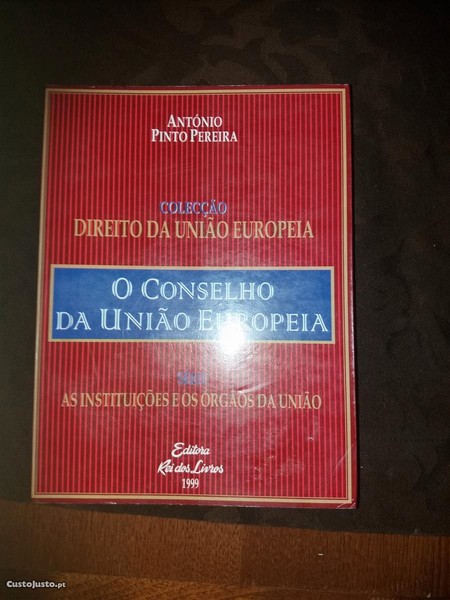 ANTÓNIO
PINTO PEREIRA
COLECÇÃO
DIREITO DA UNIÃO EUROPEIA
O CONSELHO
DA UNIÃO EUROPEIA
AS INSTITUIÇÕES E OS ORGÃOS DA UNIÃO
Editora
Rei dos Livros
1999
CustoJusto.pt